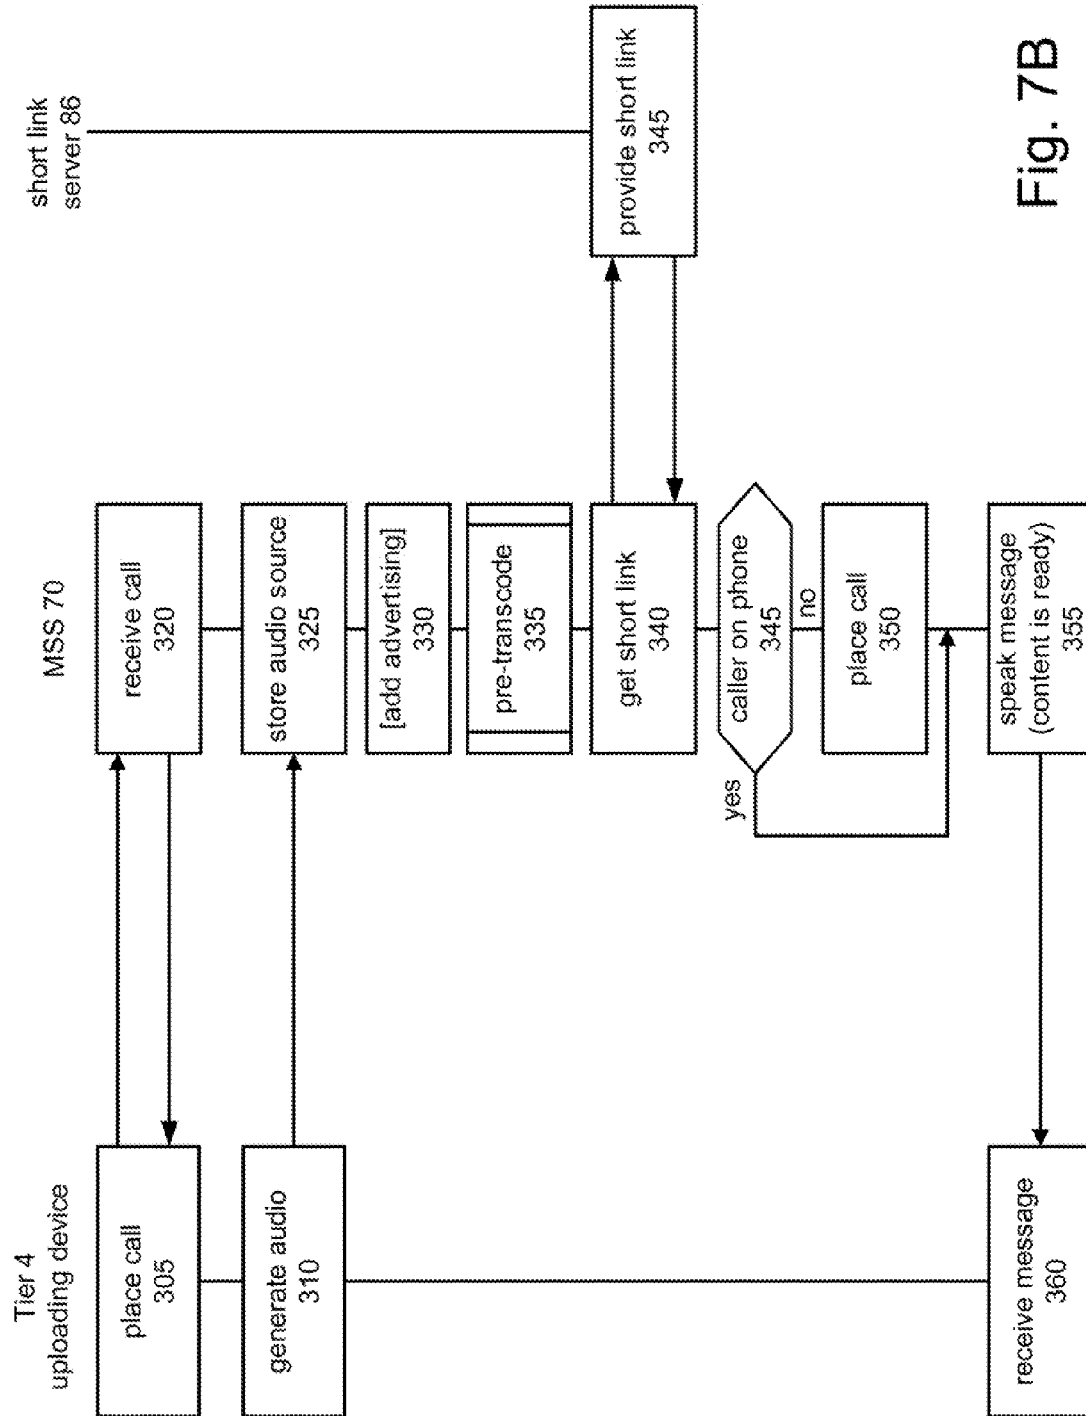 Tier 4
uploading device
MSS 70
short link
server 86
place call
305
receive call
320
generate audio
310
store audio source
325
[add advertising]
330
pre-transcode
335
get short link
340
provide short link
345
caller on phone
345
yes
no
place call
350
speak message
(content is ready)
355
receive message
360
Fig. 7B